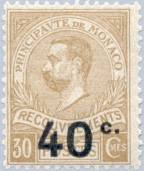 PRINCIPAUTÉ DE MONACO
RECOUVREMENTS
40 c.
30 CMES